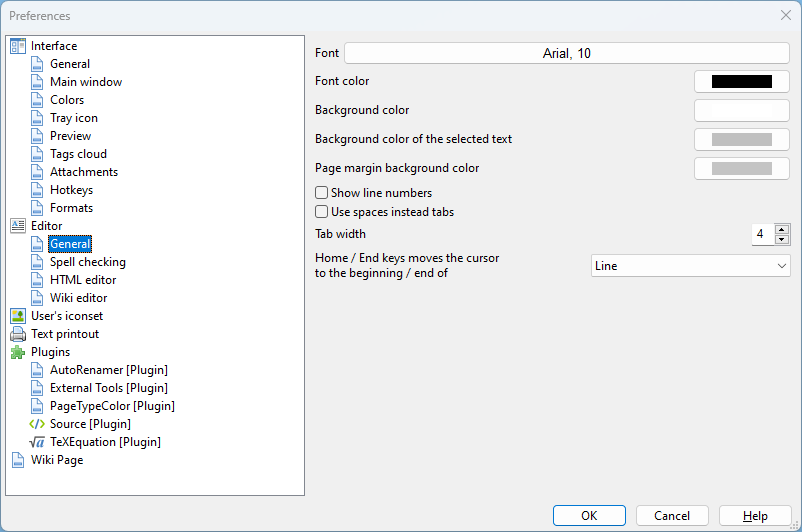 Preferences
Interface
General
Main window
Colors
Tray icon
Preview
Tags cloud
Attachments
Hotkeys
Formats
Editor
General
Spell checking
HTML editor
Wiki editor
User's iconset
Text printout
Plugins
AutoRenamer [Plugin]
External Tools [Plugin]
PageTypeColor [Plugin]
Source [Plugin]
TeXEquation [Plugin]
Wiki Page
Font Arial, 10
Font color
Background color
Background color of the selected text
Page margin background color
Show line numbers
Use spaces instead tabs
Tab width 4
Home / End keys moves the cursor
to the beginning / end of Line
OK Cancel Help